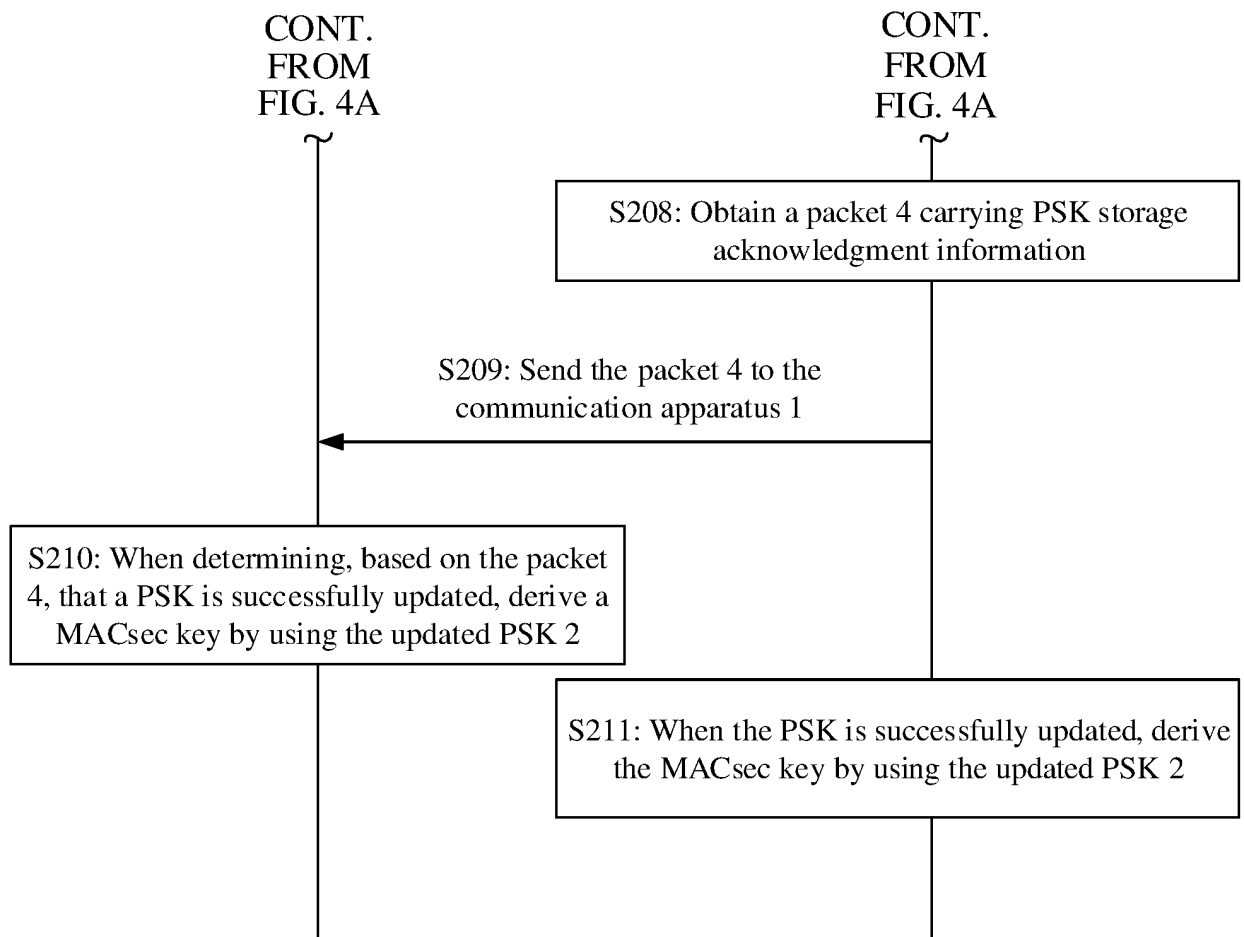 CONT.
FROM
FIG. 4A
CONT.
FROM
FIG. 4A
S208: Obtain a packet 4 carrying PSK storage
acknowledgment information
S209: Send the packet 4 to the
communication apparatus 1
S210: When determining, based on the packet
4, that a PSK is successfully updated, derive a
MACsec key by using the updated PSK 2
S211: When the PSK is successfully updated, derive
the MACsec key by using the updated PSK 2